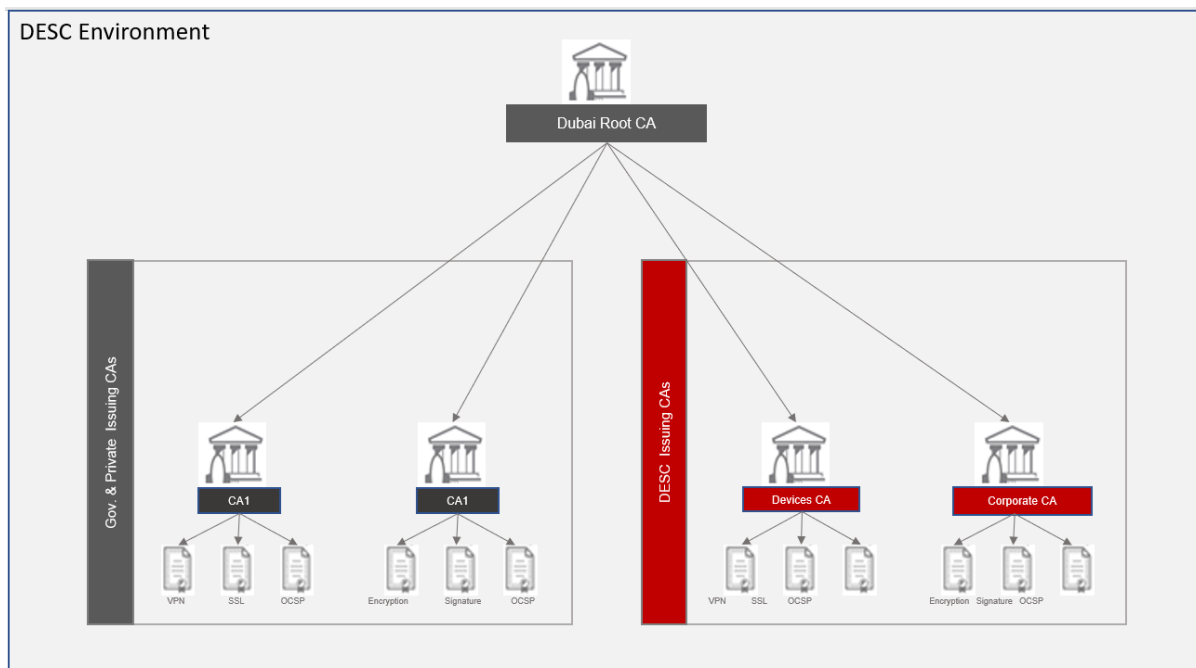 DESC Environment
Dubai Root CA
Gov. & Private Issuing CAs
CA1
CA1
VPN SSL OCSP
Encryption Signature OCSP
DESC Issuing CAs
Devices CA
Corporate CA
VPN SSL OCSP
Encryption Signature OCSP